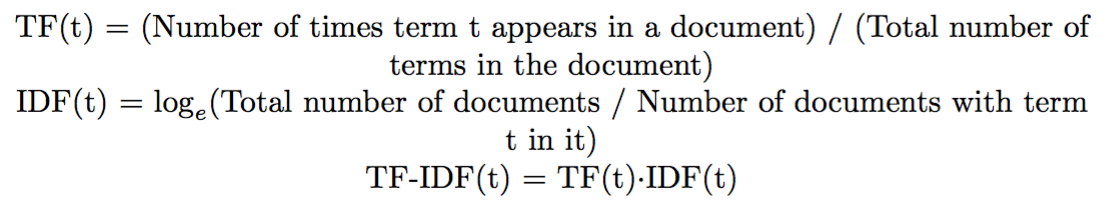 TF(t) = (Number of times term t appears in a document) / (Total number of
terms in the document)
IDF(t) = logₑ(Total number of documents / Number of documents with term
t in it)
TF-IDF(t) = TF(t)·IDF(t)